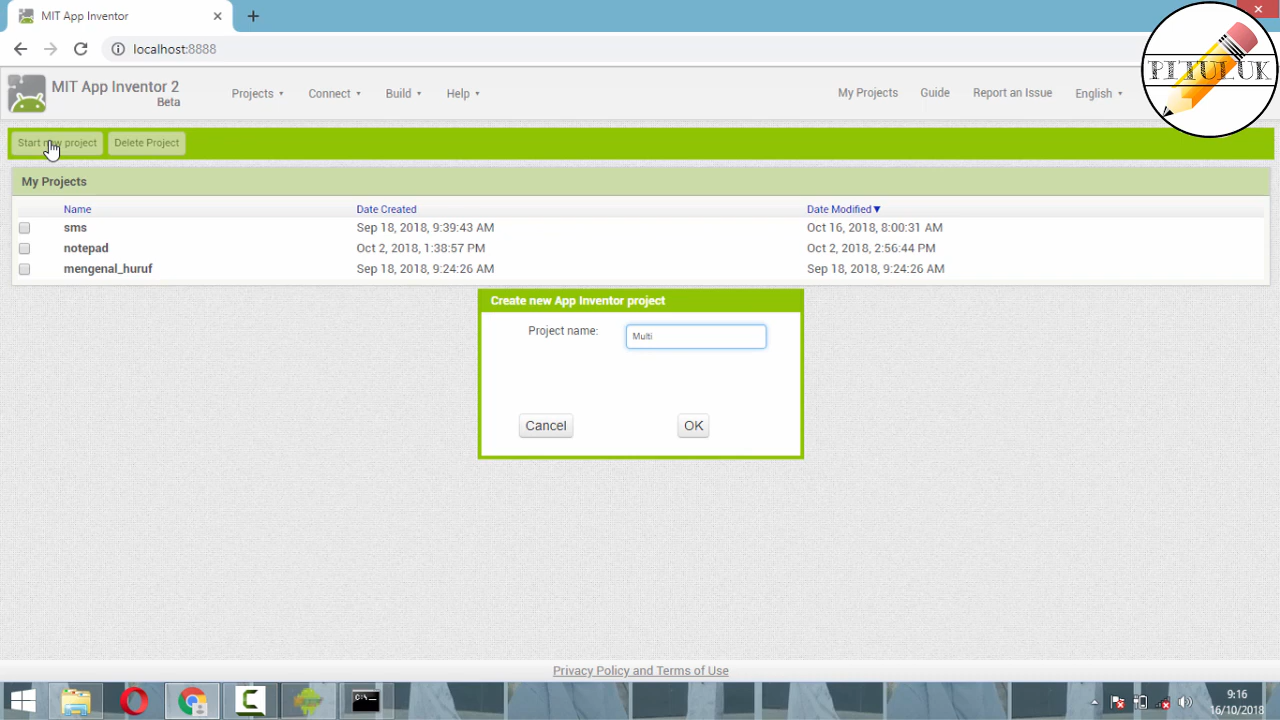 MIT App Inventor
localhost:8888
PITULUK
MIT App Inventor 2
Beta
Projects
Connect
Build
Help
My Projects
Guide
Report an Issue
English
Start new project
Delete Project
My Projects
Name
Date Created
Date Modified
sms
Sep 18, 2018, 9:39:43 AM
Oct 16, 2018, 8:00:31 AM
notepad
Oct 2, 2018, 1:38:57 PM
Oct 2, 2018, 2:56:44 PM
mengenal_huruf
Sep 18, 2018, 9:24:26 AM
Sep 18, 2018, 9:24:26 AM
Create new App Inventor project
Project name:
Multi
Cancel
OK
Privacy Policy and Terms of Use
9:16
16/10/2018